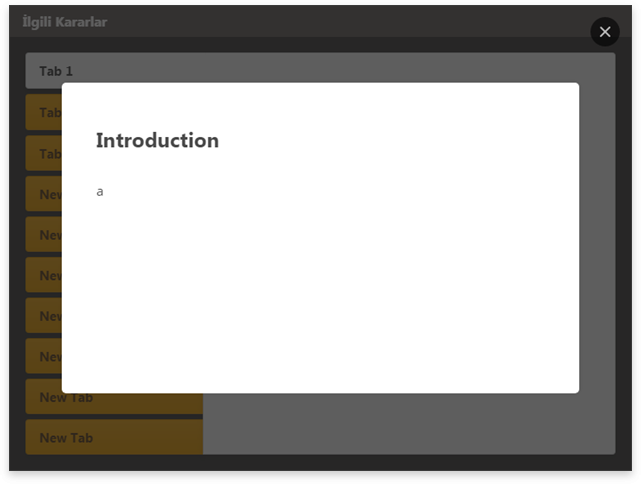 İlgili Kararlar
Tab 1
Tab
Introduction
Tab
a
New
New
New
New
New
New Tab
New Tab